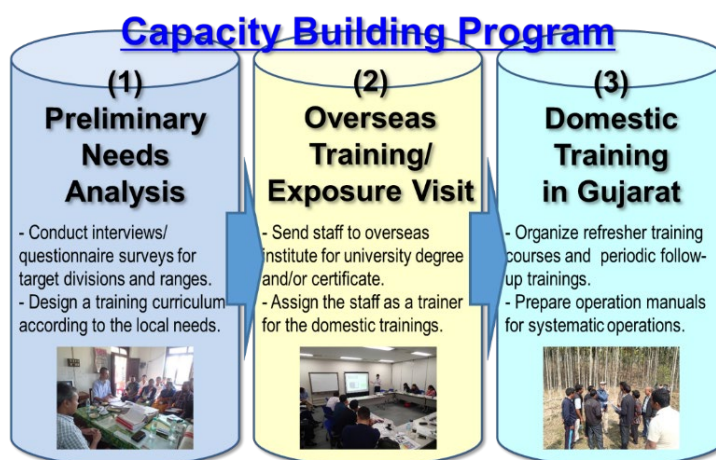 Capacity Building Program
(1)
Preliminary
Needs
Analysis
- Conduct interviews/
questionnaire surveys for
target divisions and ranges.
- Design a training curriculum
according to the local needs.
(2)
Overseas
Training/
Exposure Visit
- Send staff to overseas
institute for university degree
and/or certificate.
- Assign the staff as a trainer
for the domestic trainings.
(3)
Domestic
Training
in Gujarat
- Organize refresher training
courses and periodic follow-
up trainings.
- Prepare operation manuals
for systematic operations.